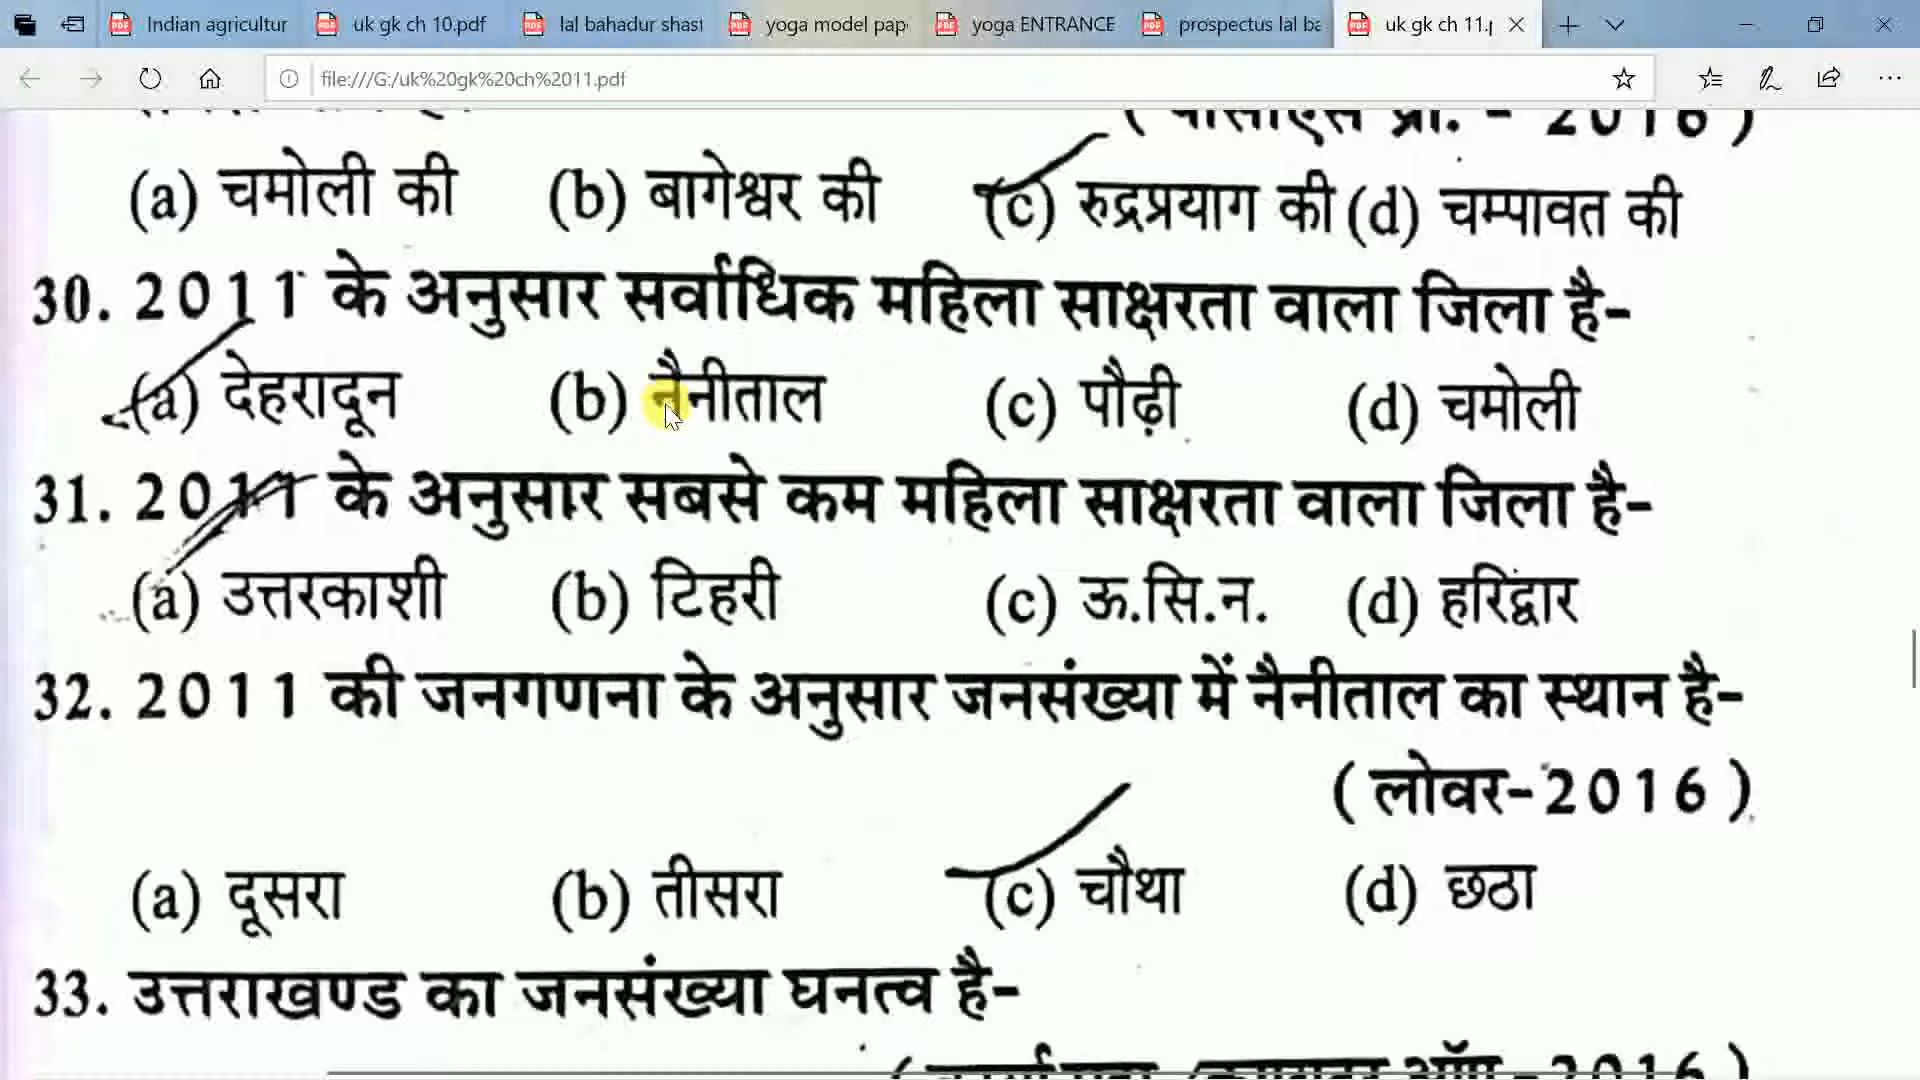 Indian agricultur uk gk ch 10.pdf lal bahadur shast yoga model pap yoga ENTRANCE prospectus lal ba uk gk ch 11.p
file:///G:/uk%20gk%20ch%2011.pdf
(a) चमोली की (b) बागेश्वर की (c) रुद्रप्रयाग की (d) चम्पावत की
30. 2011 के अनुसार सर्वाधिक महिला साक्षरता वाला जिला है-
(a) देहरादून (b) नैनीताल (c) पौढ़ी (d) चमोली
31. 2011 के अनुसार सबसे कम महिला साक्षरता वाला जिला है-
(a) उत्तरकाशी (b) टिहरी (c) ऊ.सि.न. (d) हरिद्वार
32. 2011 की जनगणना के अनुसार जनसंख्या में नैनीताल का स्थान है-
(लोवर-2016)
(a) दूसरा (b) तीसरा (c) चौथा (d) छठा
33. उत्तराखण्ड का जनसंख्या घनत्व है-